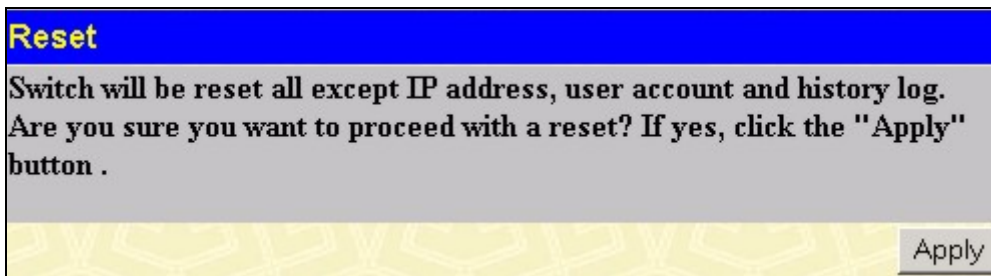 Reset
Switch will be reset all except IP address, user account and history log.
Are you sure you want to proceed with a reset? If yes, click the "Apply"
button .
Apply